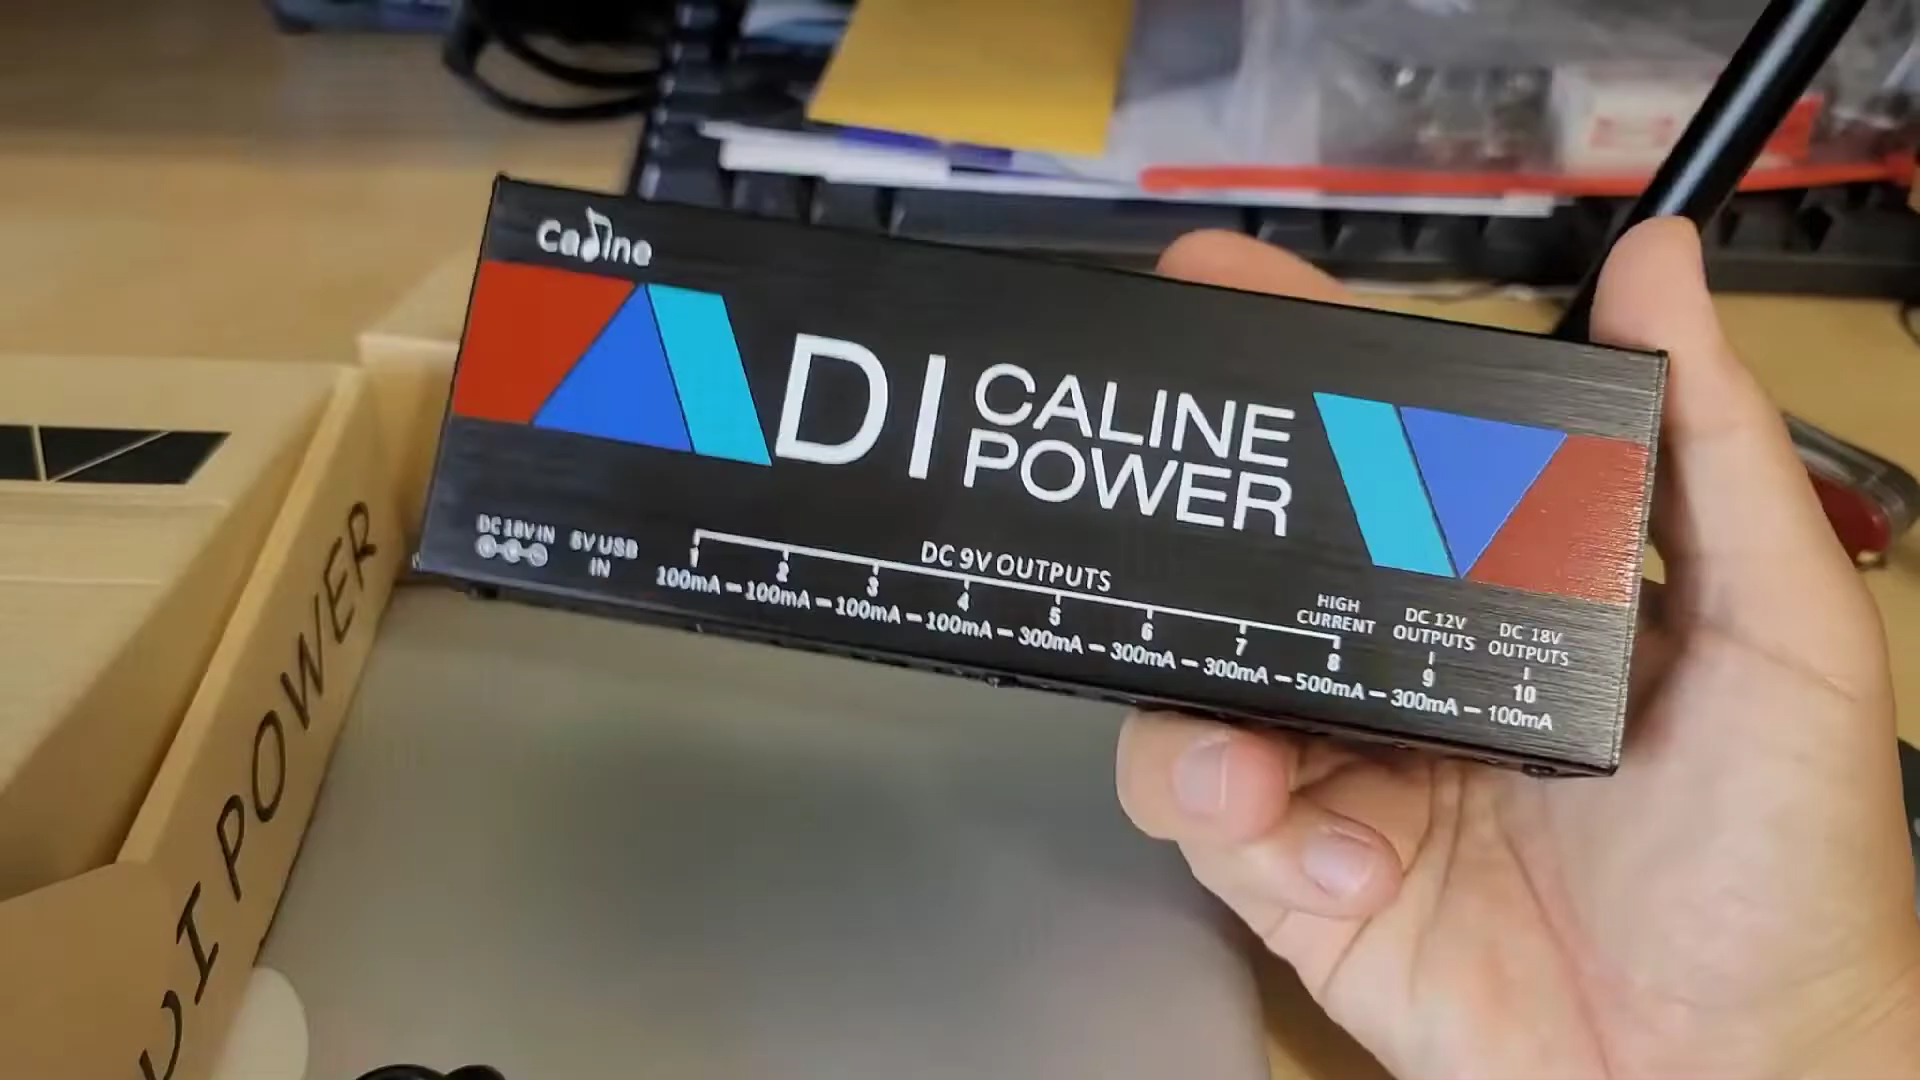 caline
DI
CALINE
POWER
DC 18V IN
5V USB
IN
DC 9V OUTPUTS
HIGH
CURRENT
DC 12V
OUTPUTS
DC 18V
OUTPUTS
1 2 3 4 5 6 7 8 9 10
100mA – 100mA – 100mA – 100mA – 300mA – 300mA – 300mA – 500mA – 300mA – 100mA
POWER